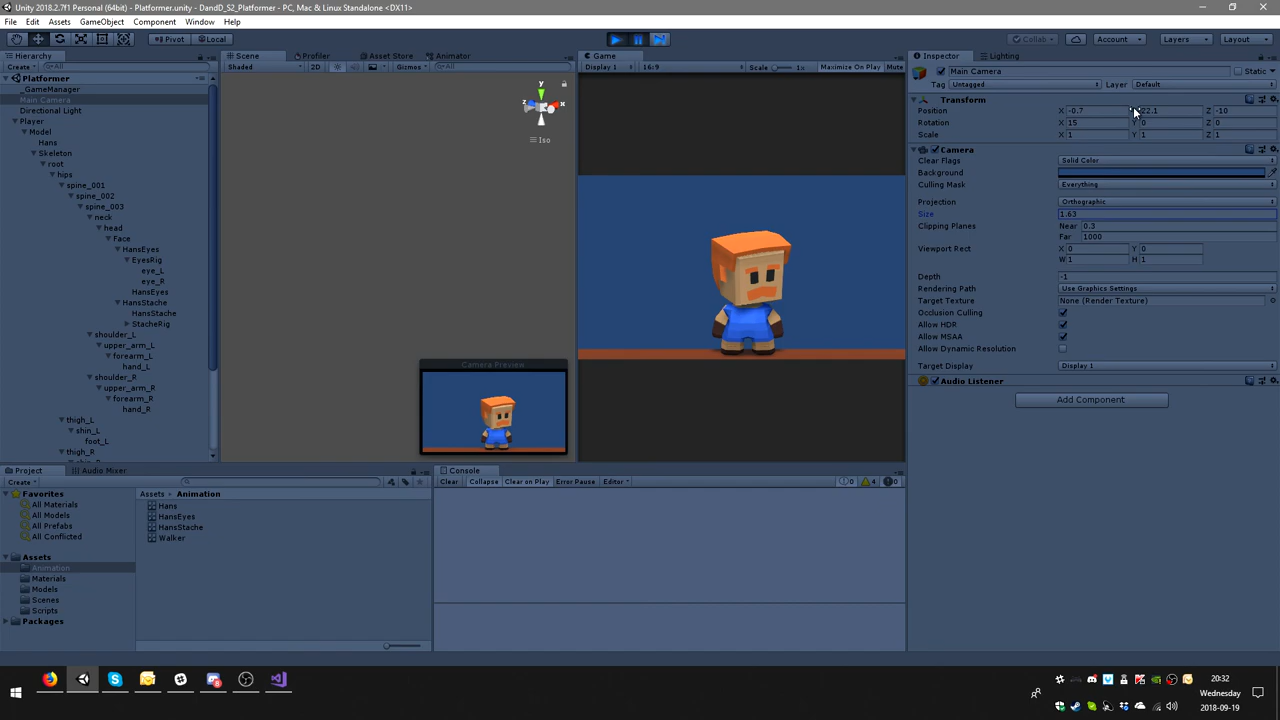 Unity 2018.2.7f1 Personal (64bit) - Platformer.unity - DandD_S2_Platformer - PC, Mac & Linux Standalone <DX11>
File Edit Assets GameObject Component Window Help
Pivot Local Collab Account Layers Layout
Hierarchy
Create All
Platformer
_GameManager
Main Camera
Directional Light
Player
Model
Hans
Skeleton
root
hips
spine_001
spine_002
spine_003
neck
head
Face
HansEyes
EyesRig
eye_L
eye_R
HansEyes
HansStache
HansStache
StacheRig
shoulder_L
upper_arm_L
forearm_L
hand_L
shoulder_R
upper_arm_R
forearm_R
hand_R
thigh_L
shin_L
foot_L
thigh_R
Scene Profiler Asset Store Animator
Shaded 2D Gizmos All
y
x
z
Iso
Camera Preview
Game
Display 1 16:9 Scale 1x Maximize On Play Mute
Inspector Lighting
Main Camera Static
Tag Untagged Layer Default
Transform
Position X -0.7 22.1 Z -10
Rotation X 15 Y 0 Z 0
Scale X 1 Y 1 Z 1
Camera
Clear Flags Solid Color
Background
Culling Mask Everything
Projection Orthographic
Size 1.63
Clipping Planes Near 0.3
Far 1000
Viewport Rect X 0 Y 0
W 1 H 1
Depth -1
Rendering Path Use Graphics Settings
Target Texture None (Render Texture)
Occlusion Culling
Allow HDR
Allow MSAA
Allow Dynamic Resolution
Target Display Display 1
Audio Listener
Add Component
Project Audio Mixer
Create
Favorites
All Materials
All Models
All Prefabs
All Conflicted
Assets
Animation
Materials
Models
Scenes
Scripts
Packages
Assets Animation
Hans
HansEyes
HansStache
Walker
Console
Clear Collapse Clear on Play Error Pause Editor 0 4 0
20:32
Wednesday
2018-09-19